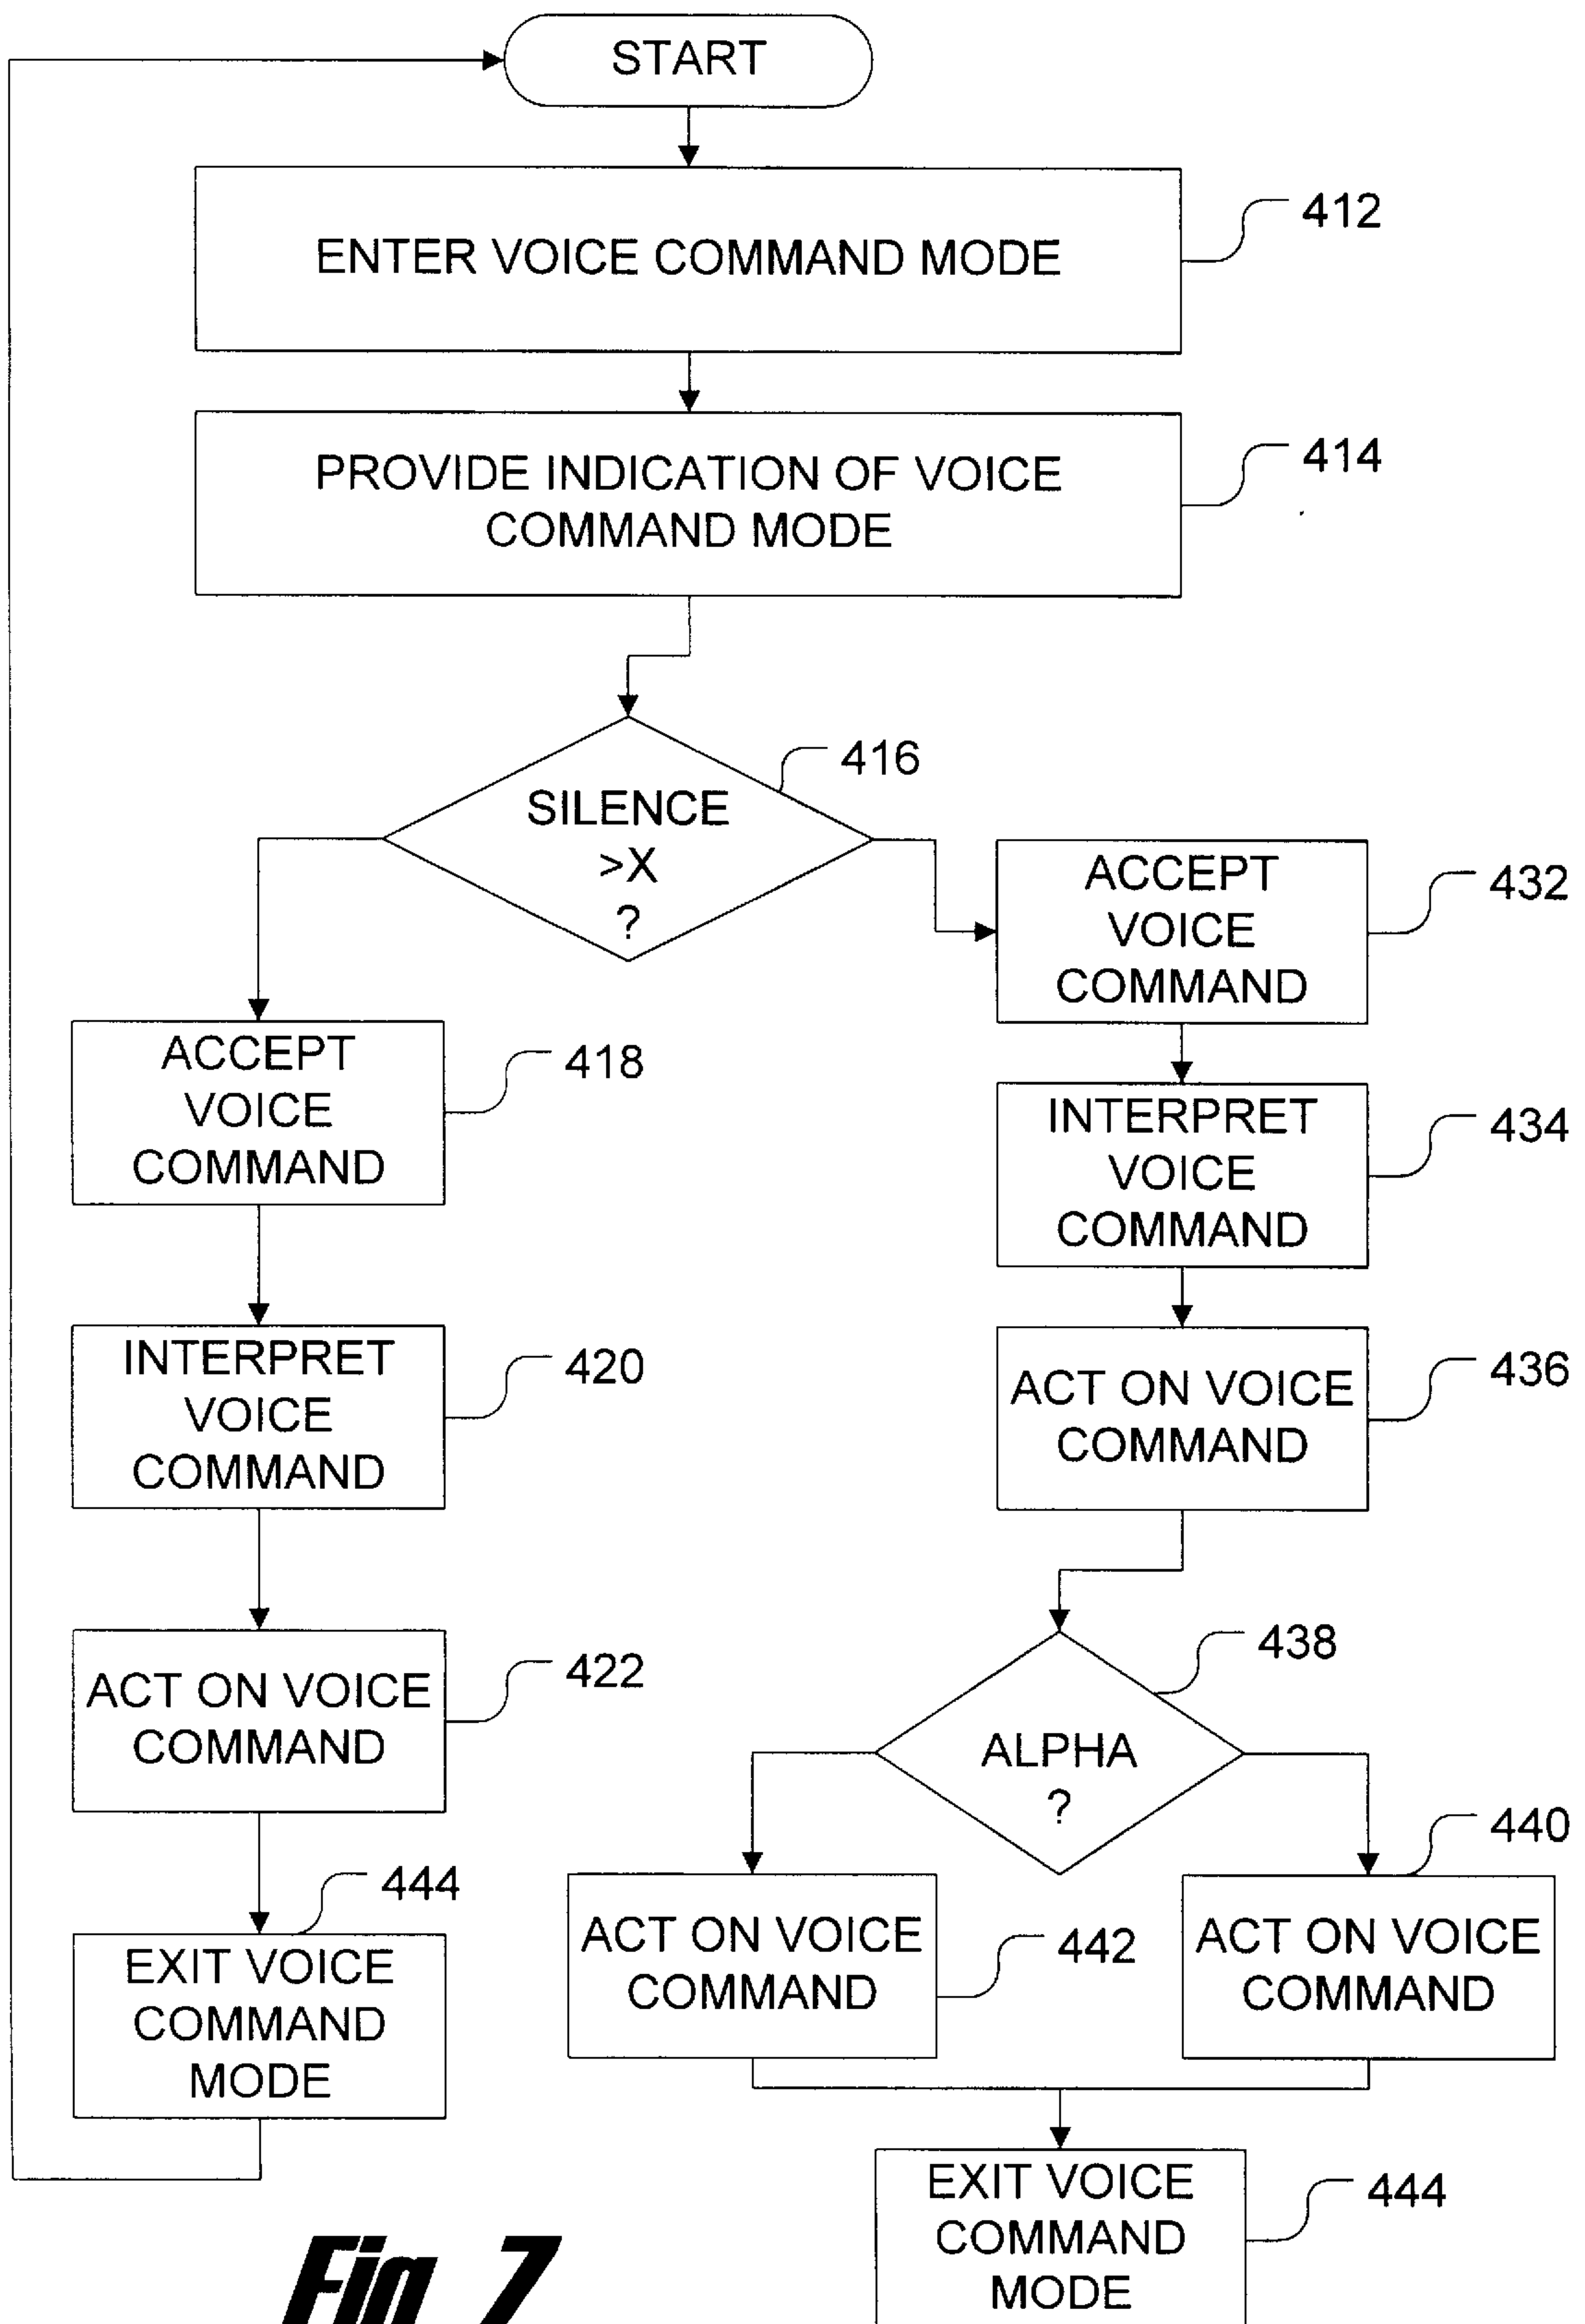 START
ENTER VOICE COMMAND MODE
412
PROVIDE INDICATION OF VOICE
COMMAND MODE
414
SILENCE
>X
?
416
ACCEPT
VOICE
COMMAND
418
INTERPRET
VOICE
COMMAND
420
ACT ON VOICE
COMMAND
422
EXIT VOICE
COMMAND
MODE
444
ACCEPT
VOICE
COMMAND
432
INTERPRET
VOICE
COMMAND
434
ACT ON VOICE
COMMAND
436
ALPHA
?
438
ACT ON VOICE
COMMAND
442
ACT ON VOICE
COMMAND
440
EXIT VOICE
COMMAND
MODE
444
Fig. 7